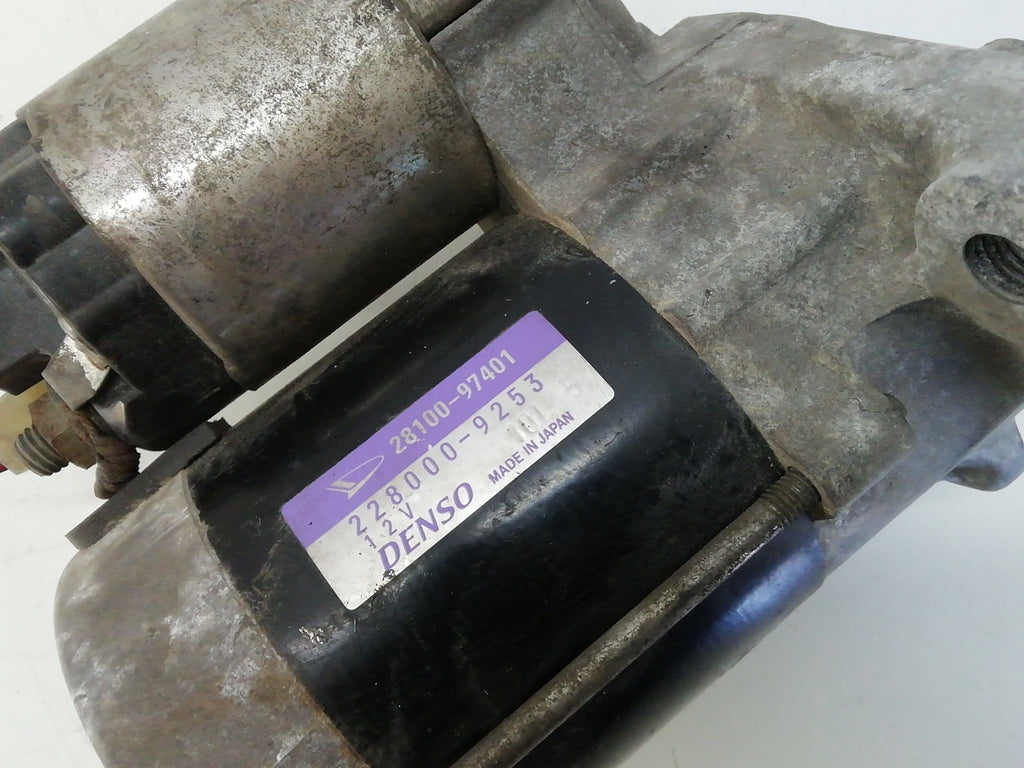 28100-97401
228000-9253
12V
DENSO MADE IN JAPAN